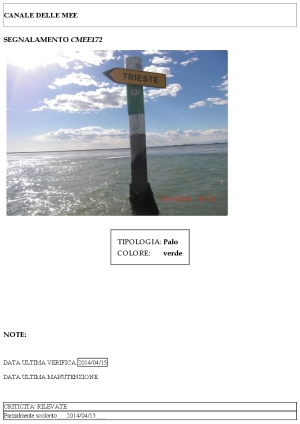 CANALE DELLE MEE
SEGNALAMENTO CMEE172
TRIESTE
TIPOLOGIA: Palo
COLORE: verde
NOTE:
DATA ULTIMA VERIFICA 2014/04/15
DATA ULTIMA MANUTENZIONE
CRITICITA' RILEVATE
Parzialmente scolorito 2014/04/15